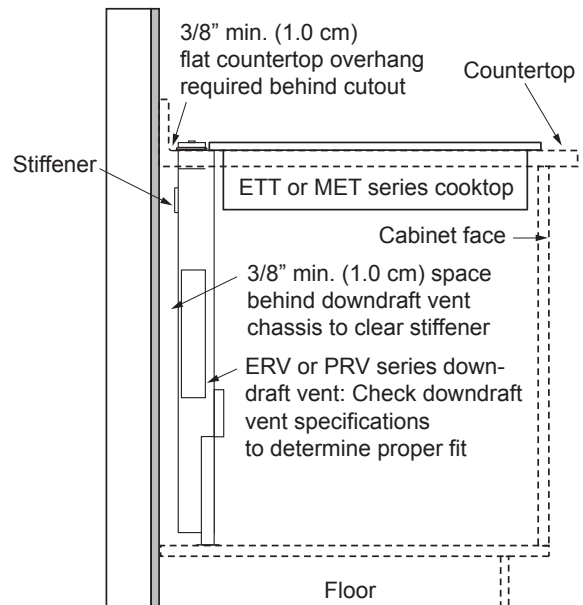 3/8” min. (1.0 cm)
flat countertop overhang
required behind cutout
Countertop
Stiffener
ETT or MET series cooktop
Cabinet face
3/8” min. (1.0 cm) space
behind downdraft vent
chassis to clear stiffener
ERV or PRV series down-
draft vent: Check downdraft
vent specifications
to determine proper fit
Floor